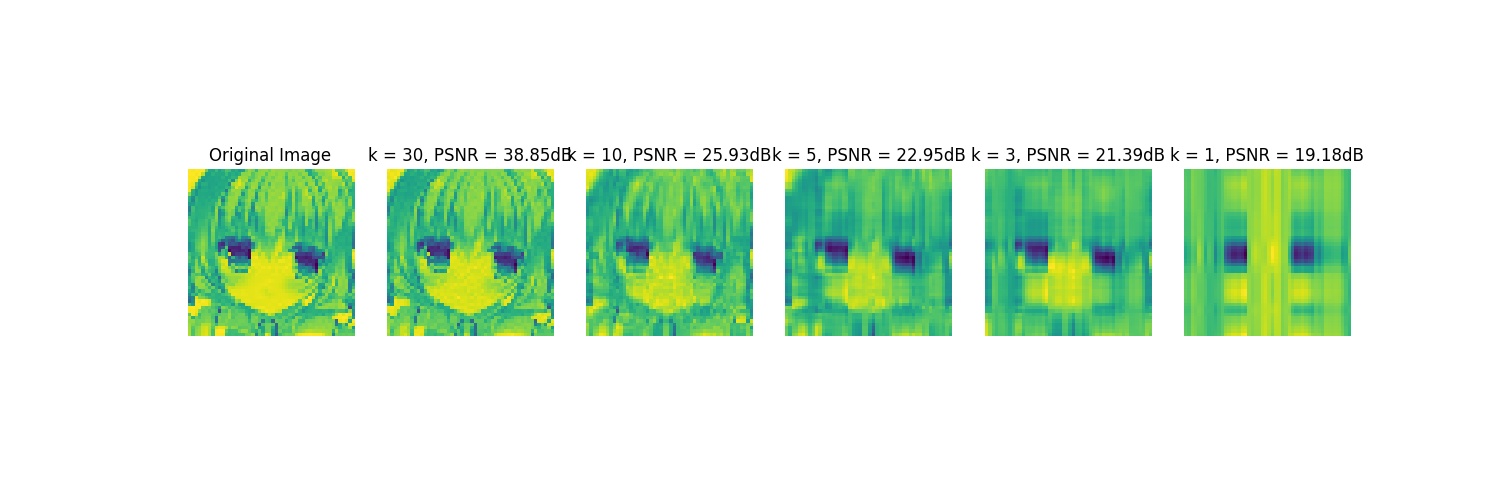 Original Image
k = 30, PSNR = 38.85dB
k = 10, PSNR = 25.93dB
k = 5, PSNR = 22.95dB
k = 3, PSNR = 21.39dB
k = 1, PSNR = 19.18dB